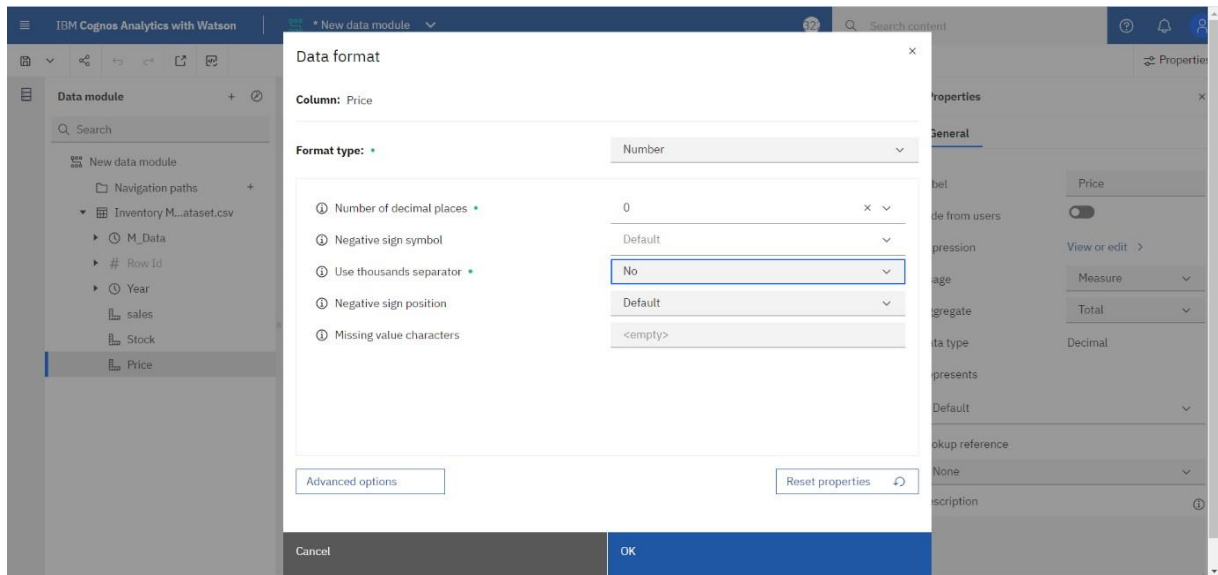 IBM Cognos Analytics with Watson
* New data module
Search content
Properties
Data module
Search
New data module
Navigation paths
Inventory M...ataset.csv
M_Data
# Row Id
Year
sales
Stock
Price
Data format
Column: Price
Format type:
Number
Number of decimal places
0
Negative sign symbol
Default
Use thousands separator
No
Negative sign position
Default
Missing value characters
<empty>
Advanced options
Reset properties
Cancel
OK
roperties
General
bel
Price
de from users
pression
View or edit >
age
Measure
gregate
Total
ta type
Decimal
presents
Default
okup reference
None
escription